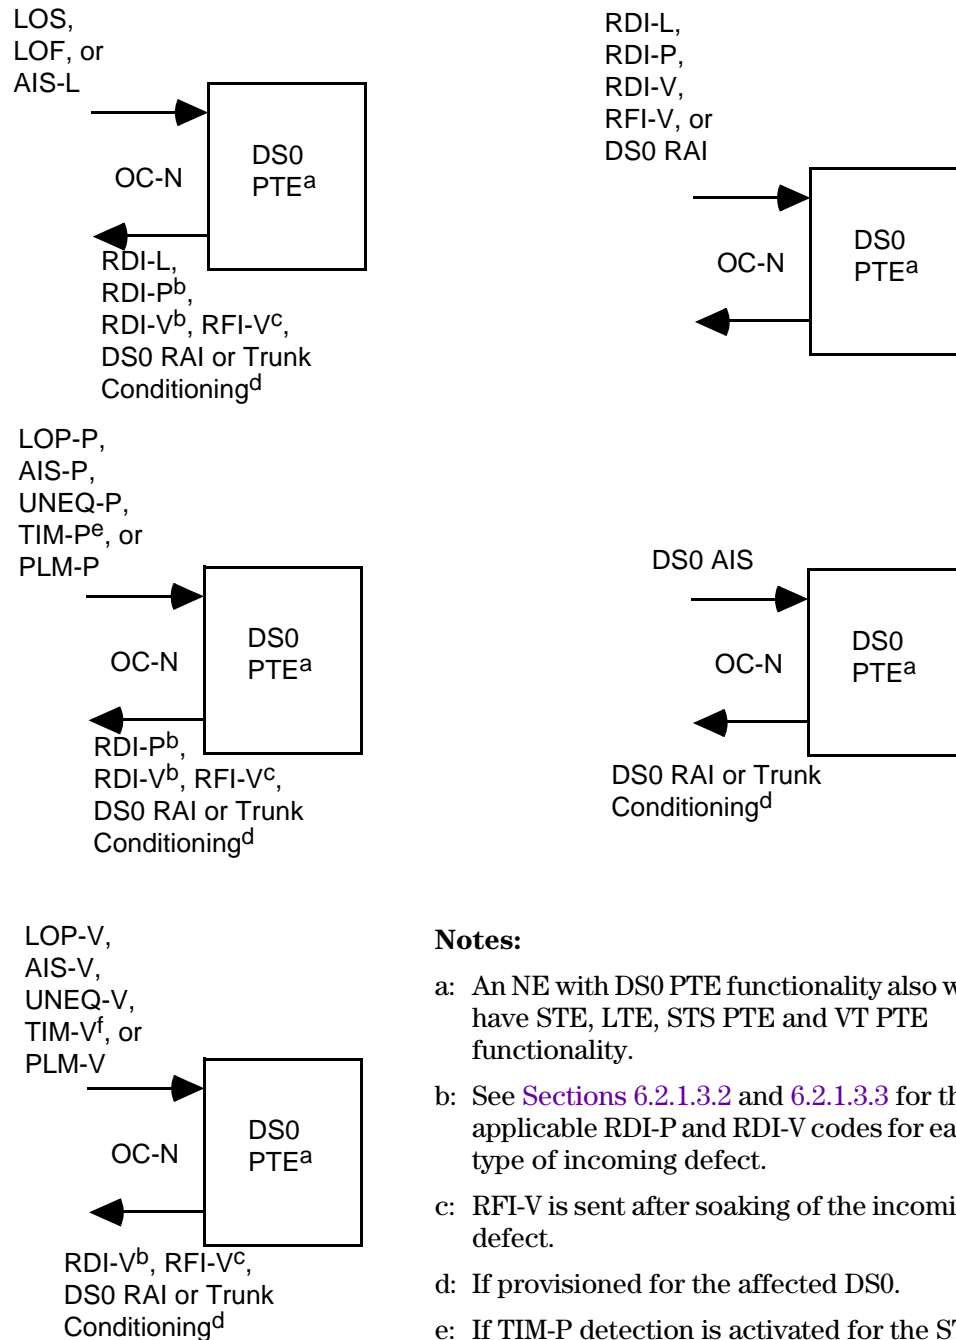 LOS,
LOF, or
AIS-L
OC-N
DS0
PTEa
RDI-L,
RDI-Pb,
RDI-Vb, RFI-Vc,
DS0 RAI or Trunk
Conditioningd
RDI-L,
RDI-P,
RDI-V,
RFI-V, or
DS0 RAI
OC-N
DS0
PTEa
LOP-P,
AIS-P,
UNEQ-P,
TIM-Pe, or
PLM-P
OC-N
DS0
PTEa
RDI-Pb,
RDI-Vb, RFI-Vc,
DS0 RAI or Trunk
Conditioningd
DS0 AIS
OC-N
DS0
PTEa
DS0 RAI or Trunk
Conditioningd
LOP-V,
AIS-V,
UNEQ-V,
TIM-Vf, or
PLM-V
OC-N
DS0
PTEa
RDI-Vb, RFI-Vc,
DS0 RAI or Trunk
Conditioningd
Notes:
a: An NE with DS0 PTE functionality also
have STE, LTE, STS PTE and VT PTE
functionality.
b: See Sections 6.2.1.3.2 and 6.2.1.3.3 for
applicable RDI-P and RDI-V codes for
type of incoming defect.
c: RFI-V is sent after soaking of the
defect.
d: If provisioned for the affected DS0.
e: If TIM-P detection is activated for the